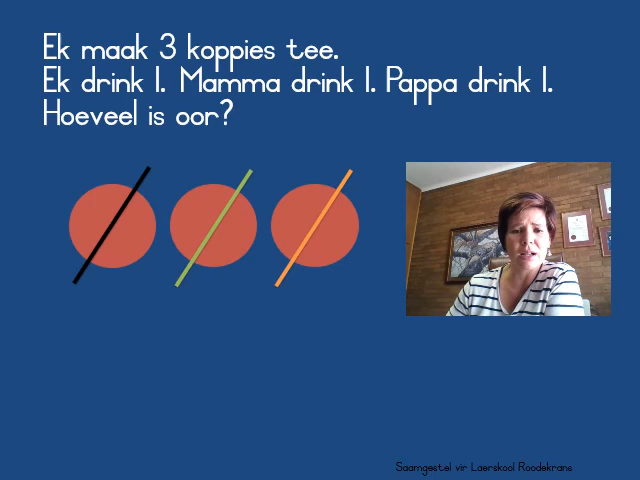 Ek maak 3 koppies tee.
Ek drink 1. Mamma drink 1. Pappa drink 1.
Hoeveel is oor?
Saamgestel vir Laerskool Roodekrans